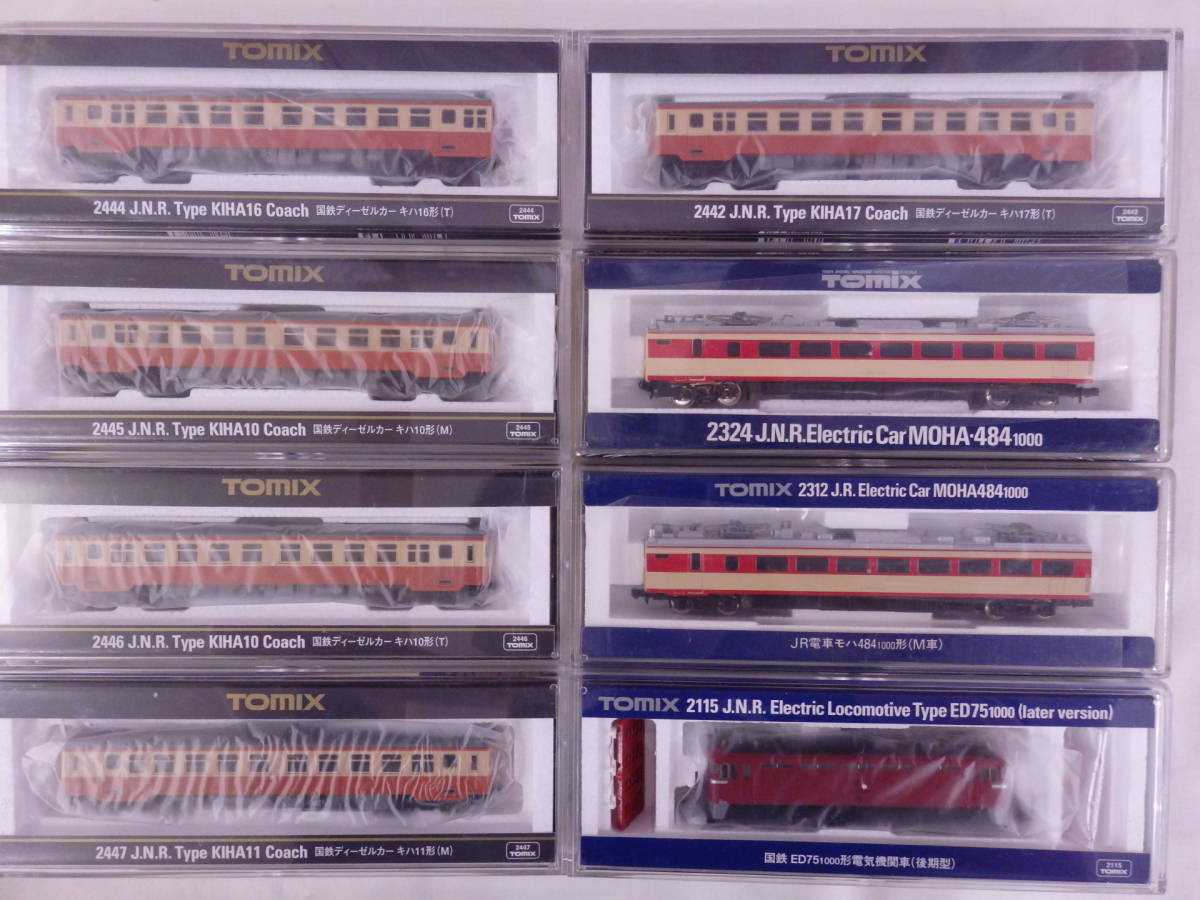 TOMIX
2444 J.N.R. Type KIHA16 Coach 国鉄ディーゼルカー キハ16形(T)
2444
TOMIX
TOMIX
2445 J.N.R. Type KIHA10 Coach 国鉄ディーゼルカー キハ10形(M)
2445
TOMIX
TOMIX
2446 J.N.R. Type KIHA10 Coach 国鉄ディーゼルカー キハ10形(T)
2446
TOMIX
TOMIX
2447 J.N.R. Type KIHA11 Coach 国鉄ディーゼルカー キハ11形(M)
2447
TOMIX
TOMIX
2442 J.N.R. Type KIHA17 Coach 国鉄ディーゼルカー キハ17形(T)
2442
TOMIX
TOMIX
2324 J.N.R.Electric Car MOHA·484 1000
TOMIX 2312 J.R. Electric Car MOHA484 1000
JR電車モハ484 1000形(M車)
TOMIX 2115 J.N.R. Electric Locomotive Type ED75 1000 (later version)
国鉄 ED75 1000形電気機関車(後期型)
2115
TOMIX